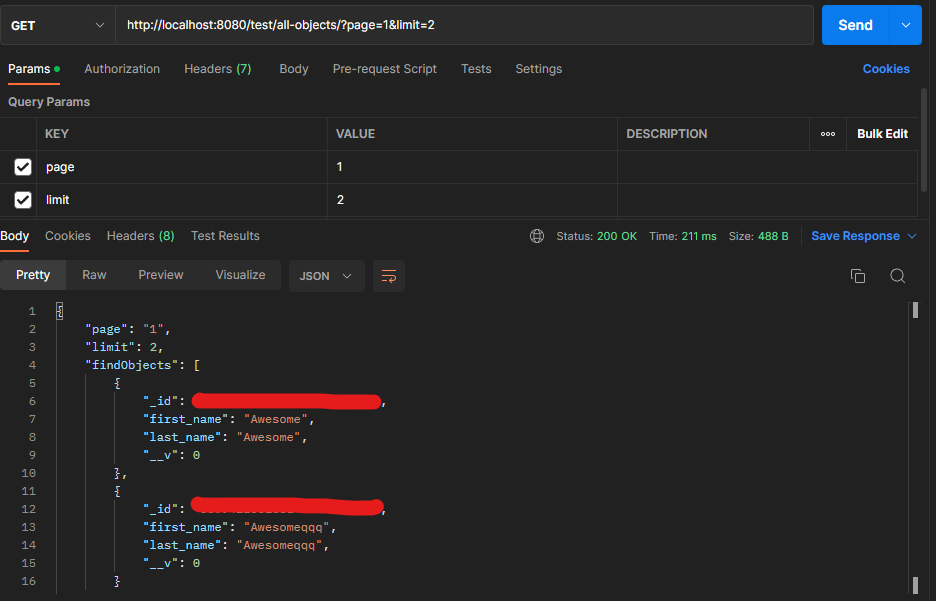 GET http://localhost:8080/test/all-objects/?page=1&limit=2 Send
Params Authorization Headers (7) Body Pre-request Script Tests Settings Cookies
Query Params
KEY VALUE DESCRIPTION ooo Bulk Edit
page 1
limit 2
Body Cookies Headers (8) Test Results Status: 200 OK Time: 211 ms Size: 488 B Save Response
Pretty Raw Preview Visualize JSON
1 {
2 "page": "1",
3 "limit": 2,
4 "findObjects": [
5 {
6 "_id": ,
7 "first_name": "Awesome",
8 "last_name": "Awesome",
9 "__v": 0
10 },
11 {
12 "_id": ,
13 "first_name": "Awesomeqqq",
14 "last_name": "Awesomeqqq",
15 "__v": 0
16 }